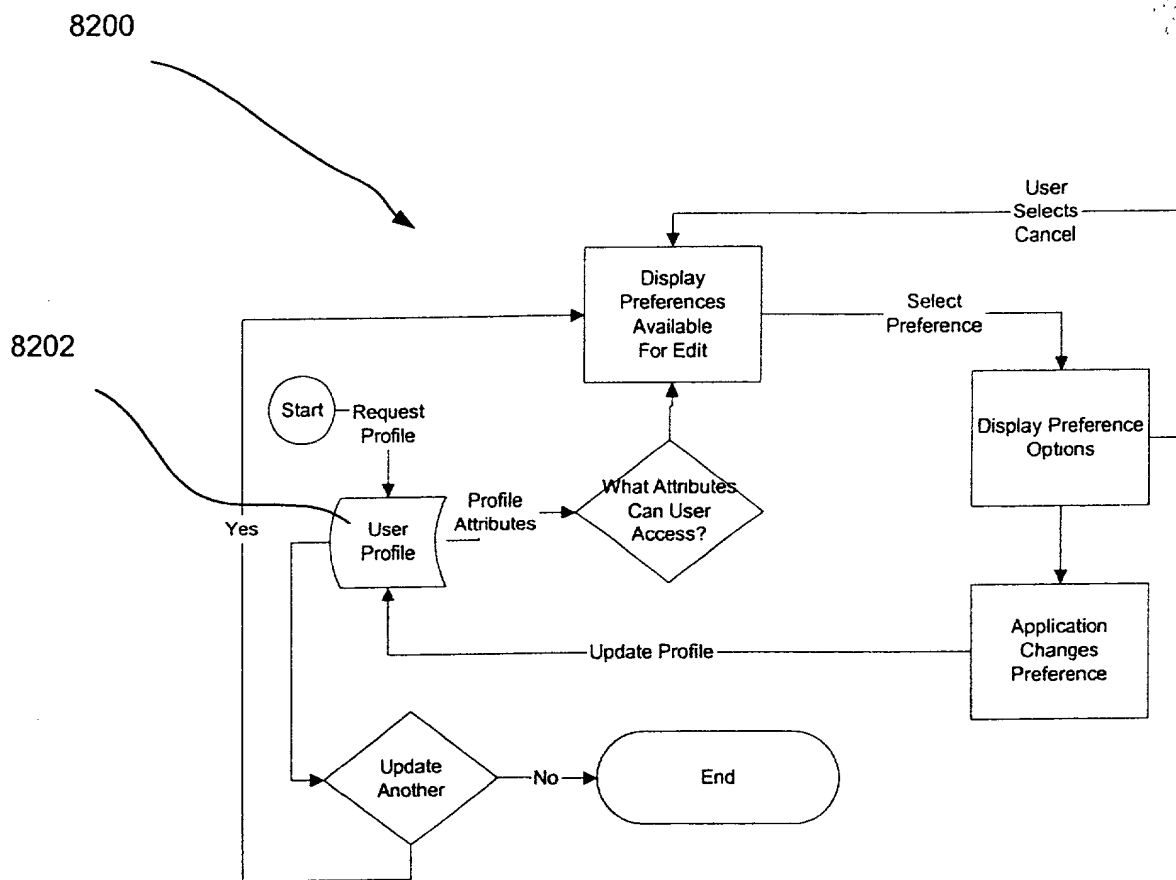 8200
User
Selects
Cancel
Display
Preferences
Available
For Edit
Select
Preference
8202
Start
Request
Profile
Display Preference
Options
What Attributes
Can User
Access?
Profile
Attributes
User
Profile
Yes
Application
Changes
Preference
Update Profile
Update
Another
No
End